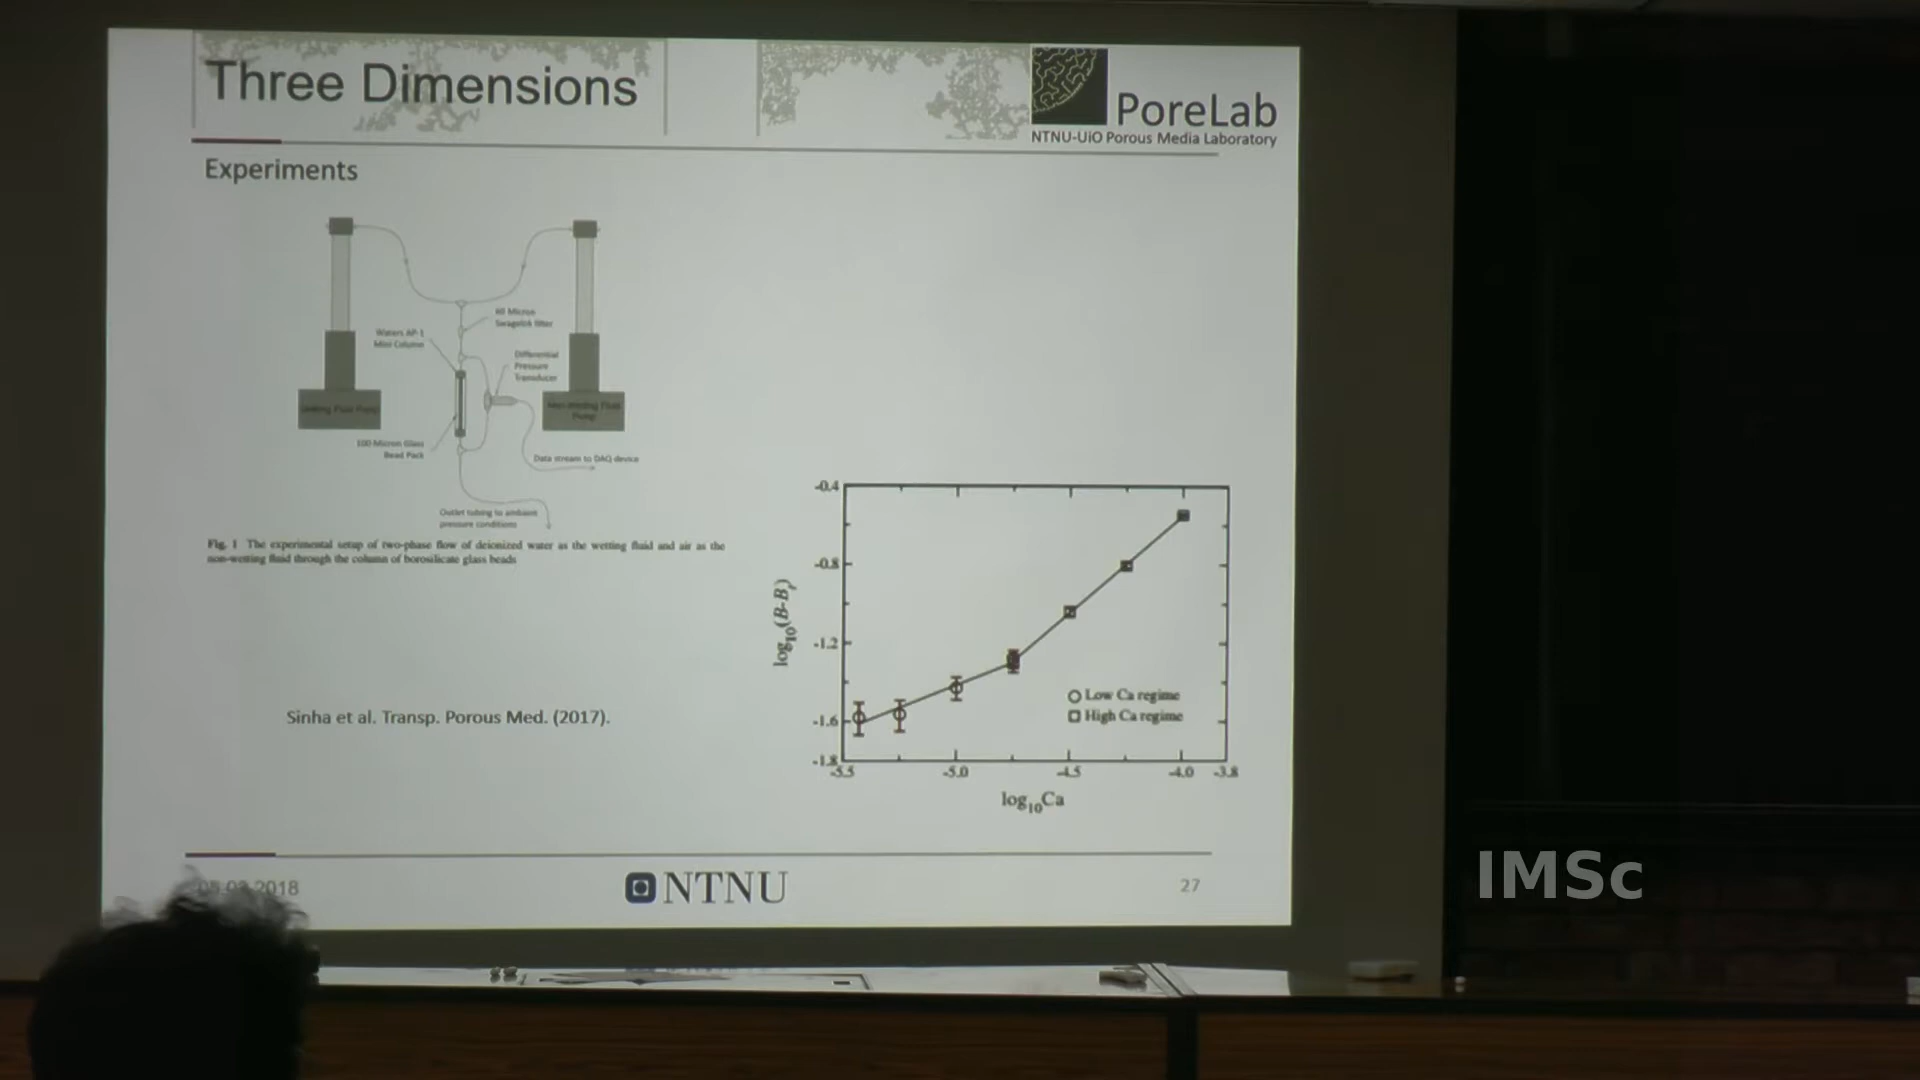 Three Dimensions
PoreLab
NTNU-UiO Porous Media Laboratory
Experiments
60 Micron
Swagelok filter
Waters AP-1
Mini Column
Differential
Pressure
Transducer
Wetting Fluid Pump
Non-Wetting Fluid
Pump
100 Micron Glass
Bead Pack
Data stream to DAQ device
Outlet tubing to ambient
pressure conditions
Fig. 1 The experimental setup of two-phase flow of deionized water as the wetting fluid and air as the
non-wetting fluid through the column of borosilicate glass beads
Sinha et al. Transp. Porous Med. (2017).
-0.4
-0.8
-1.2
-1.6
-1.8
log10(B-Bt)
Low Ca regime
High Ca regime
-5.5 -5.0 -4.5 -4.0 -3.8
log10Ca
2018
NTNU
27
IMSc